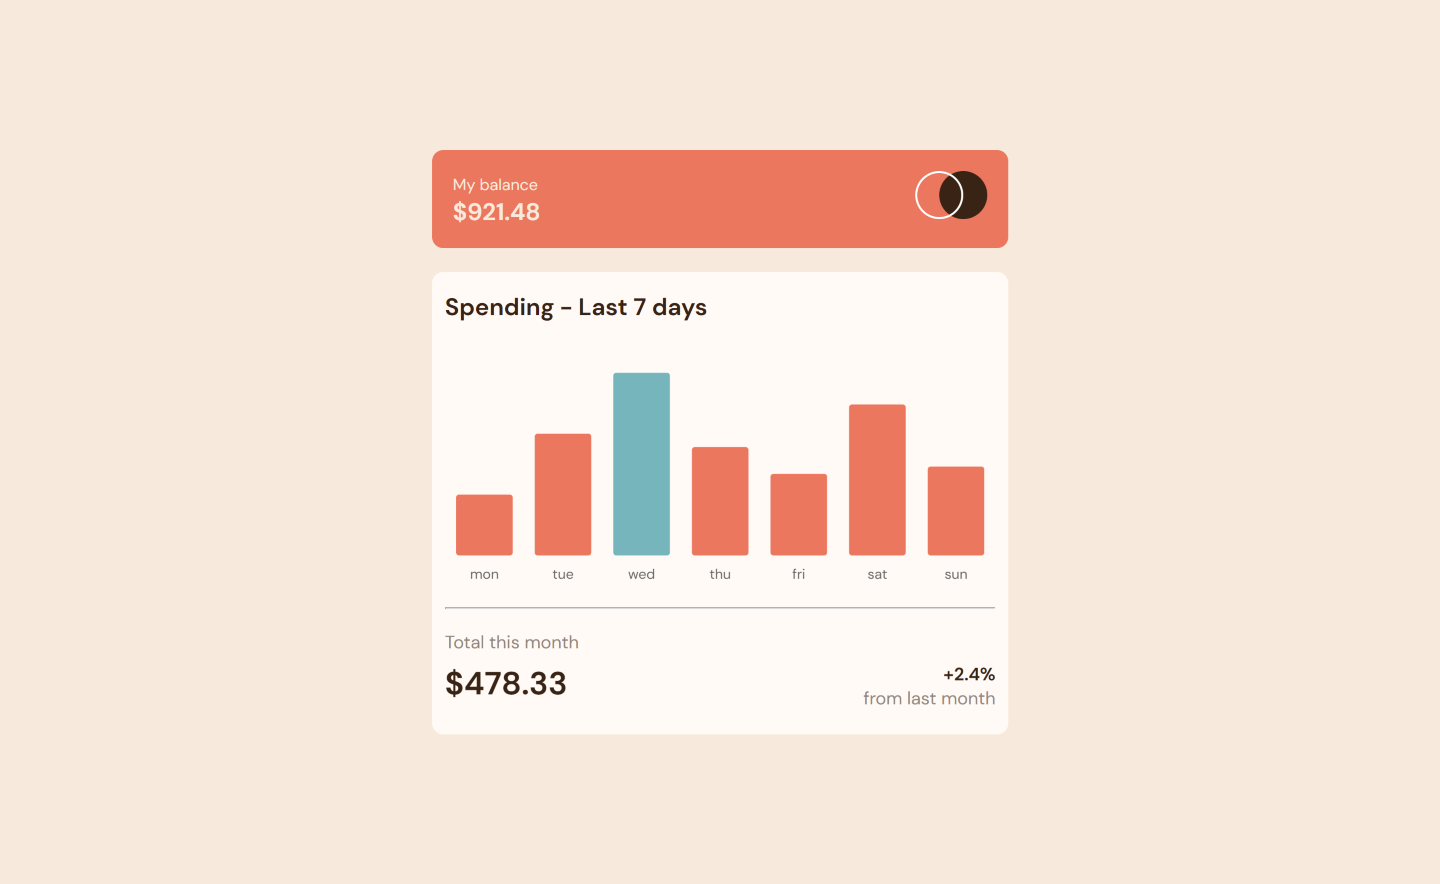 My balance
$921.48
Spending - Last 7 days
mon tue wed thu fri sat sun
Total this month
$478.33
+2.4%
from last month